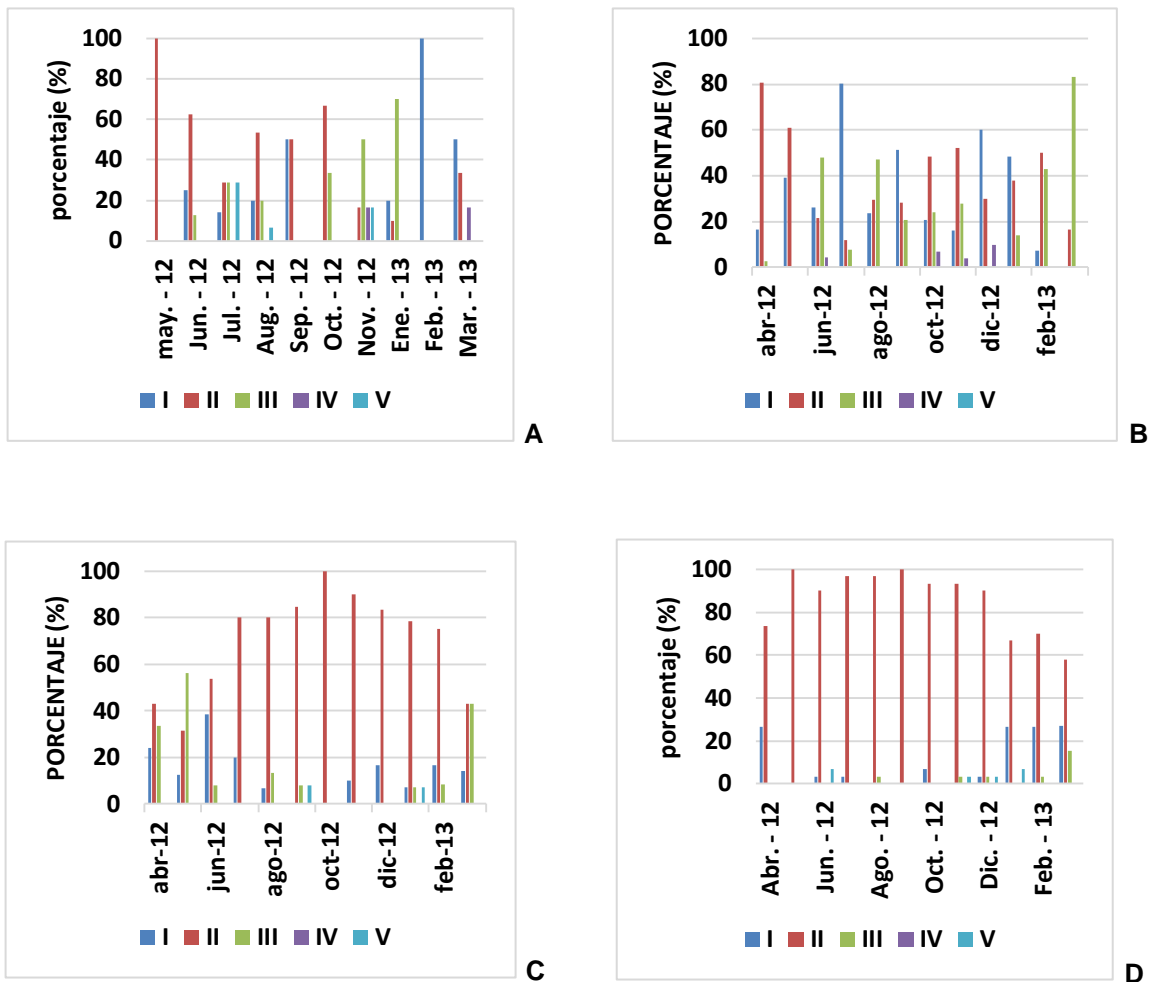 porcentaje (%)
100
80
60
40
20
0
may. - 12
Jun. - 12
Jul. - 12
Aug. - 12
Sep. - 12
Oct. - 12
Nov. - 12
Ene. - 13
Feb. - 13
Mar. - 13
I II III IV V
A
PORCENTAJE (%)
100
80
60
40
20
0
abr-12
jun-12
ago-12
oct-12
dic-12
feb-13
I II III IV V
B
PORCENTAJE (%)
100
80
60
40
20
0
abr-12
jun-12
ago-12
oct-12
dic-12
feb-13
I II III IV V
C
porcentaje (%)
100
80
60
40
20
0
Abr. - 12
Jun. - 12
Ago. - 12
Oct. - 12
Dic. - 12
Feb. - 13
I II III IV V
D